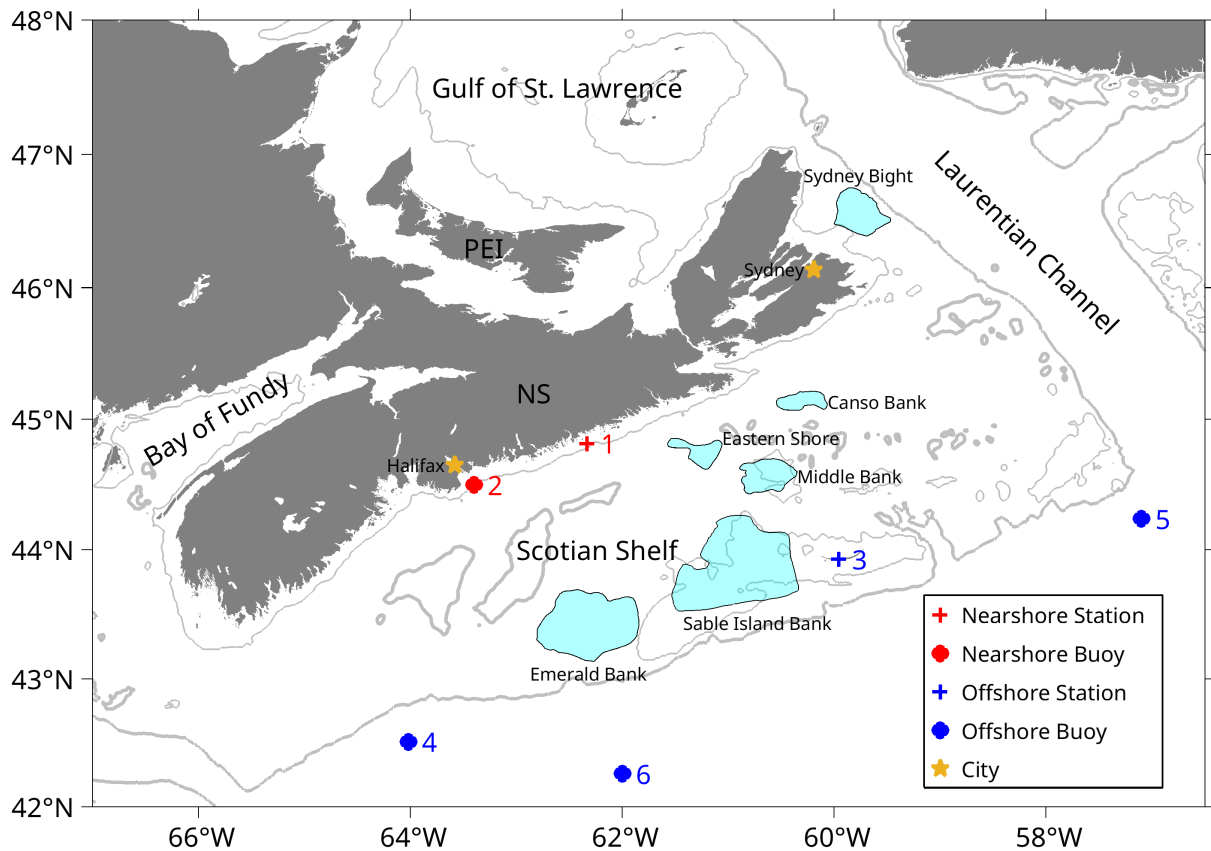 48°N
47°N
46°N
45°N
44°N
43°N
42°N
66°W
64°W
62°W
60°W
58°W
Gulf of St. Lawrence
Sydney Bight
Laurentian Channel
PEI
Sydney
NS
Bay of Fundy
Canso Bank
Eastern Shore
1
Halifax
2
Middle Bank
5
Scotian Shelf
3
Sable Island Bank
Emerald Bank
4
6
Nearshore Station
Nearshore Buoy
Offshore Station
Offshore Buoy
City